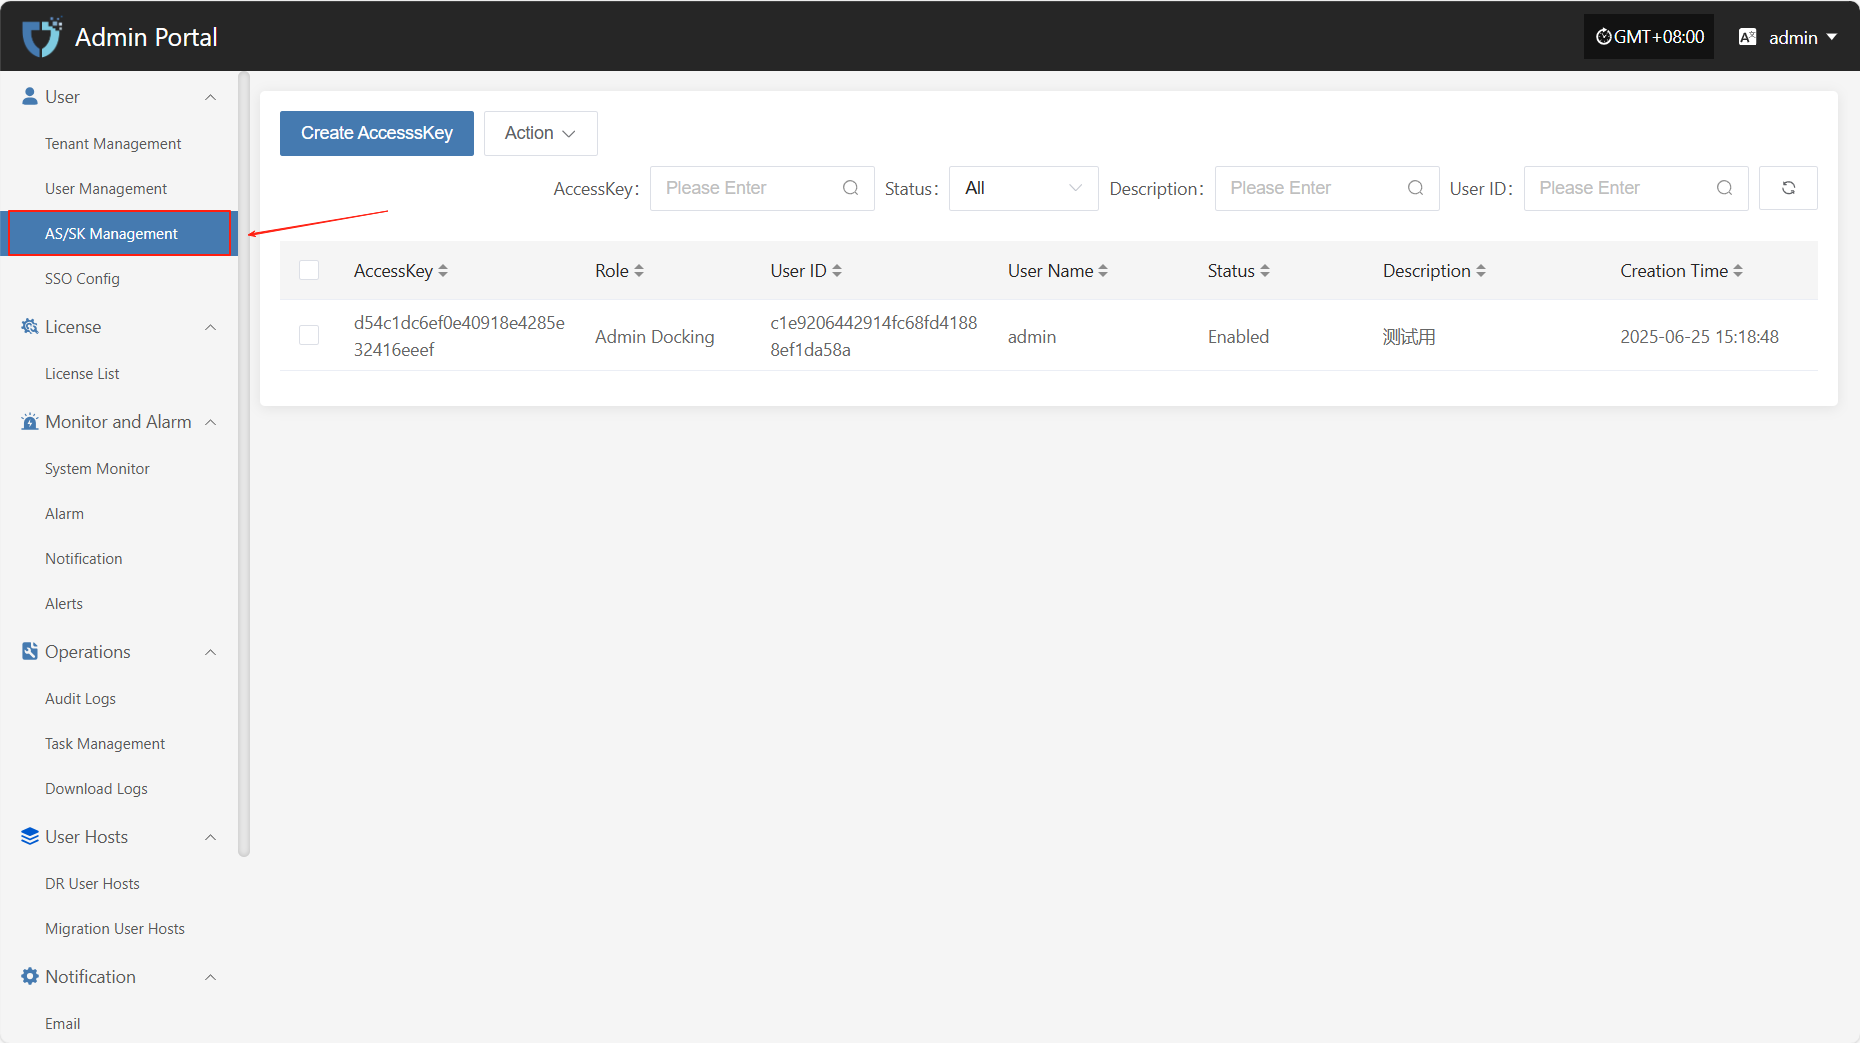 Admin Portal
GMT+08:00
admin
User
Tenant Management
User Management
AS/SK Management
SSO Config
License
License List
Monitor and Alarm
System Monitor
Alarm
Notification
Alerts
Operations
Audit Logs
Task Management
Download Logs
User Hosts
DR User Hosts
Migration User Hosts
Notification
Email
Create AccesssKey
Action
AccessKey: Please Enter Status: All Description: Please Enter User ID: Please Enter
AccessKey Role User ID User Name Status Description Creation Time
d54c1dc6ef0e40918e4285e
32416eeef
Admin Docking
c1e9206442914fc68fd4188
8ef1da58a
admin
Enabled
测试用
2025-06-25 15:18:48